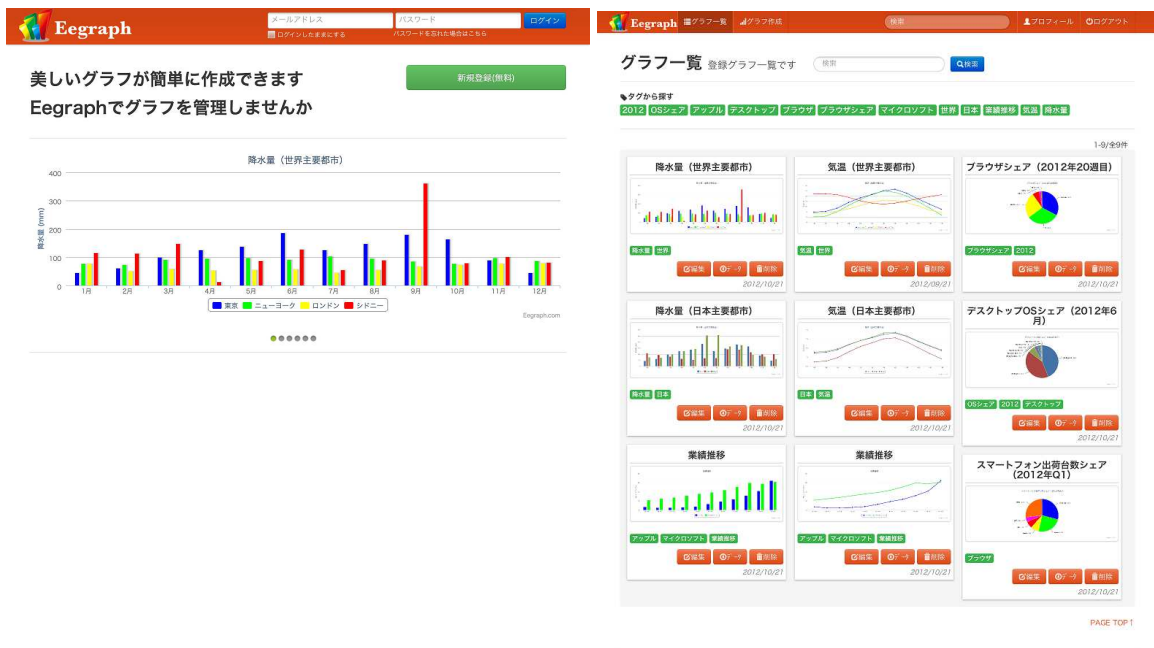 Eegraph
メールアドレス
パスワード
ログイン
ログインしたままにする
パスワードを忘れた場合はこちら
美しいグラフが簡単に作成できます
Eegraphでグラフを管理しませんか
新規登録(無料)
降水量（世界主要都市）
降水量 (mm)
400
300
200
100
0
1月 2月 3月 4月 5月 6月 7月 8月 9月 10月 11月 12月
東京 ニューヨーク ロンドン シドニー
Eegraph.com
Eegraph グラフ一覧 グラフ作成 検索 プロフィール ログアウト
グラフ一覧 登録グラフ一覧です 検索 検索
タグから探す
2012 OSシェア アップル デスクトップ ブラウザ ブラウザシェア マイクロソフト 世界 日本 業績推移 気温 降水量
1-9/全9件
降水量（世界主要都市）
降水量 世界
編集 データ 削除
2012/10/21
気温（世界主要都市）
気温 世界
編集 データ 削除
2012/09/21
ブラウザシェア（2012年20週目）
ブラウザシェア 2012
編集 データ 削除
2012/10/21
降水量（日本主要都市）
降水量 日本
編集 データ 削除
2012/10/21
気温（日本主要都市）
日本 気温
編集 データ 削除
2012/10/21
デスクトップOSシェア（2012年6
月）
OSシェア 2012 デスクトップ
編集 データ 削除
2012/10/21
業績推移
アップル マイクロソフト 業績推移
編集 データ 削除
2012/10/21
業績推移
アップル マイクロソフト 業績推移
編集 データ 削除
2012/10/21
スマートフォン出荷台数シェア
（2012年Q1）
ブラウザ
編集 データ 削除
2012/10/21
PAGE TOP↑